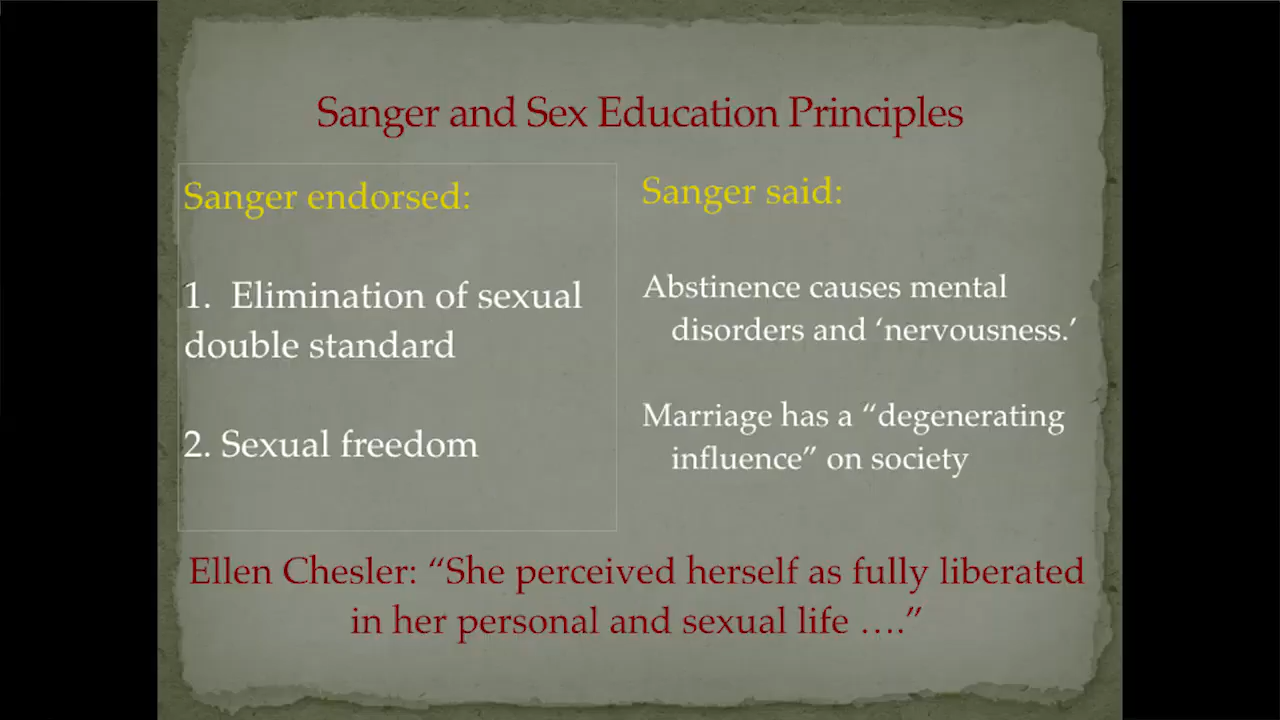 Sanger and Sex Education Principles
Sanger endorsed:
1. Elimination of sexual
double standard
2. Sexual freedom
Sanger said:
Abstinence causes mental
disorders and ‘nervousness.’
Marriage has a “degenerating
influence” on society
Ellen Chesler: “She perceived herself as fully liberated
in her personal and sexual life ….”